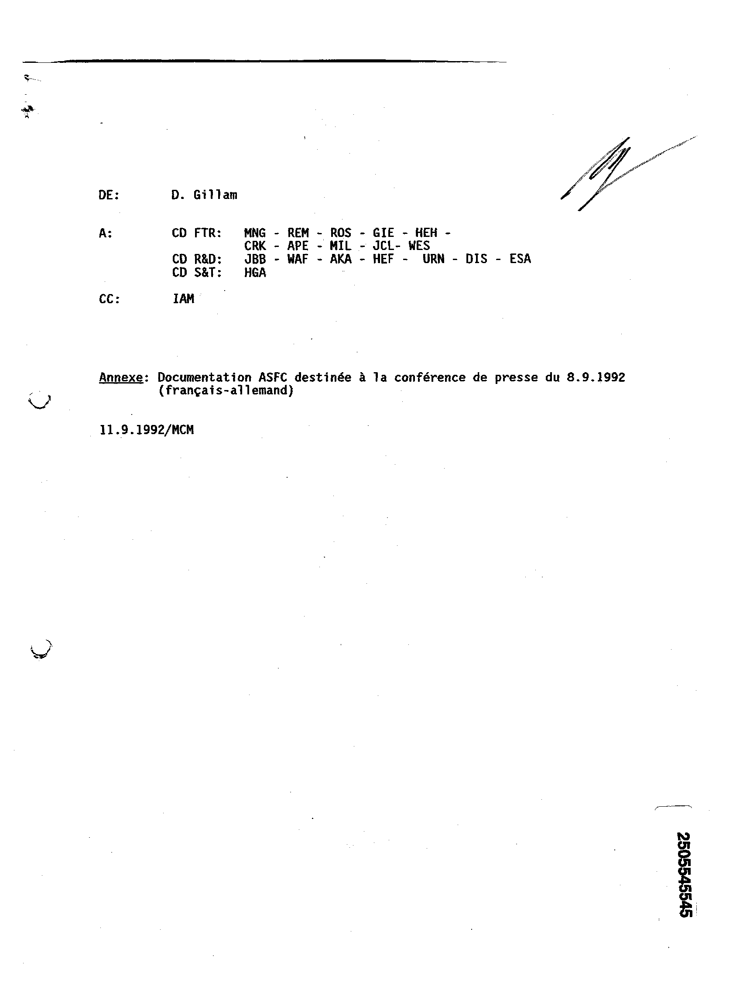 DE: D. Gillam
A: CD FTR: MNG - REM - ROS - GIE - HEH -
CRK - APE - MIL - JCL- WES
CD R&D: JBB - WAF - AKA - HEF - URN - DIS - ESA
CD S&T: HGA
CC: IAM
Annexe: Documentation ASFC destinée à la conférence de presse du 8.9.1992
(français-allemand)
11.9.1992/MCM
2505545545